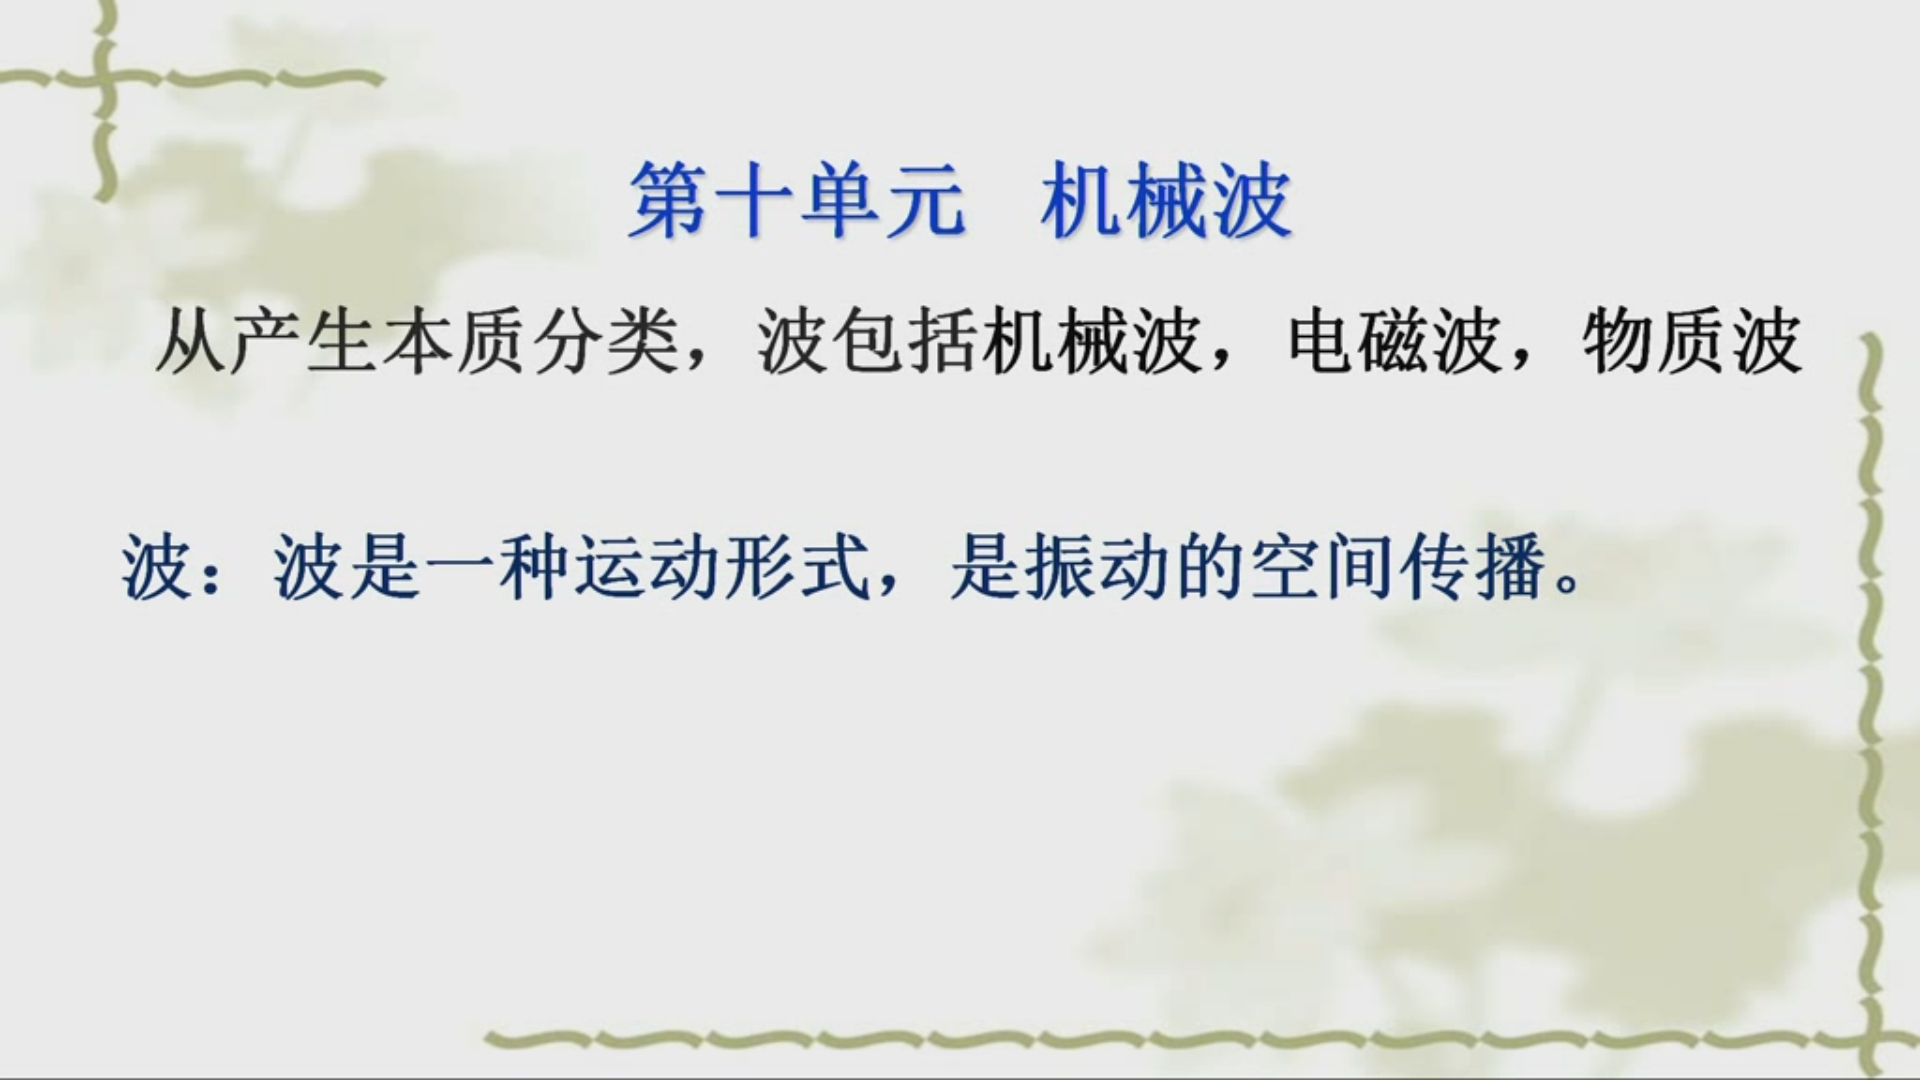 第十单元 机械波
从产生本质分类，波包括机械波，电磁波，物质波
波：波是一种运动形式，是振动的空间传播。